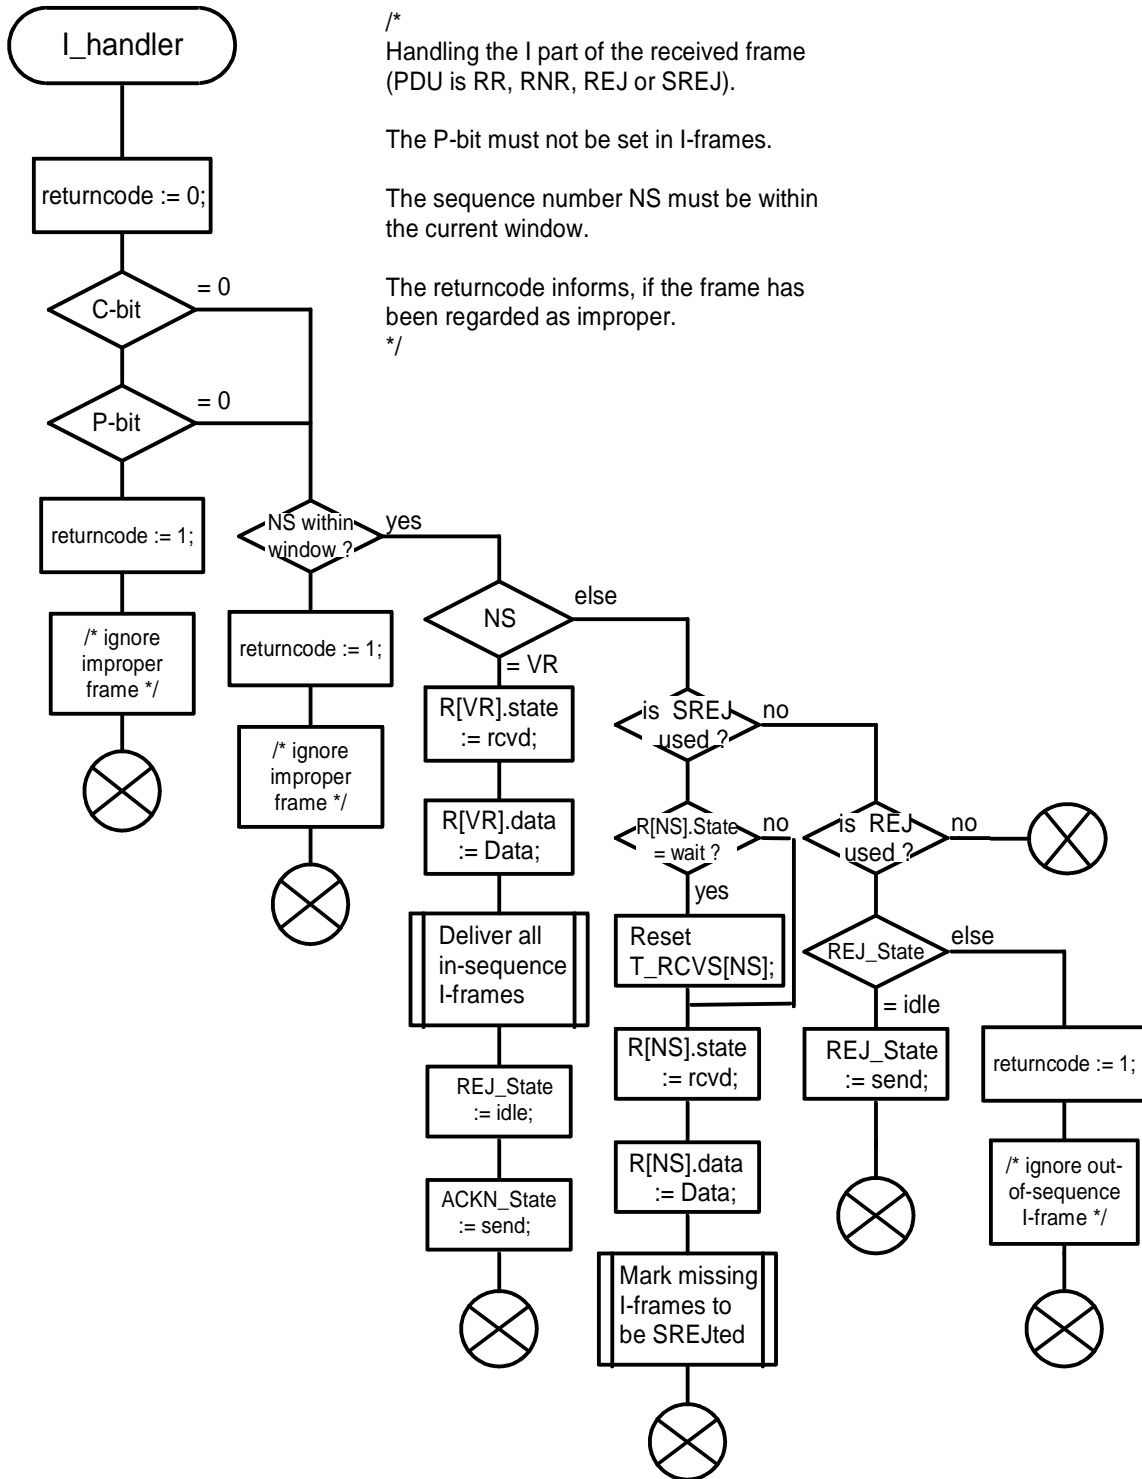 I_handler
/*
Handling the I part of the received frame
(PDU is RR, RNR, REJ or SREJ).
The P-bit must not be set in I-frames.
The sequence number NS must be within
the current window.
The returncode informs, if the frame has
been regarded as improper.
*/
returncode := 0;
C-bit
= 0
P-bit
= 0
returncode := 1;
/* ignore
improper
frame */
NS within
window ?
yes
returncode := 1;
/* ignore
improper
frame */
NS
else
= VR
R[VR].state
:= rcvd;
R[VR].data
:= Data;
Deliver all
in-sequence
I-frames
REJ_State
:= idle;
ACKN_State
:= send;
is SREJ
used ?
no
R[NS].State
= wait ?
no
yes
Reset
T_RCVS[NS];
R[NS].state
:= rcvd;
R[NS].data
:= Data;
Mark missing
I-frames to
be SREJted
is REJ
used ?
no
REJ_State
else
= idle
REJ_State
:= send;
returncode := 1;
/* ignore out-
of-sequence
I-frame */